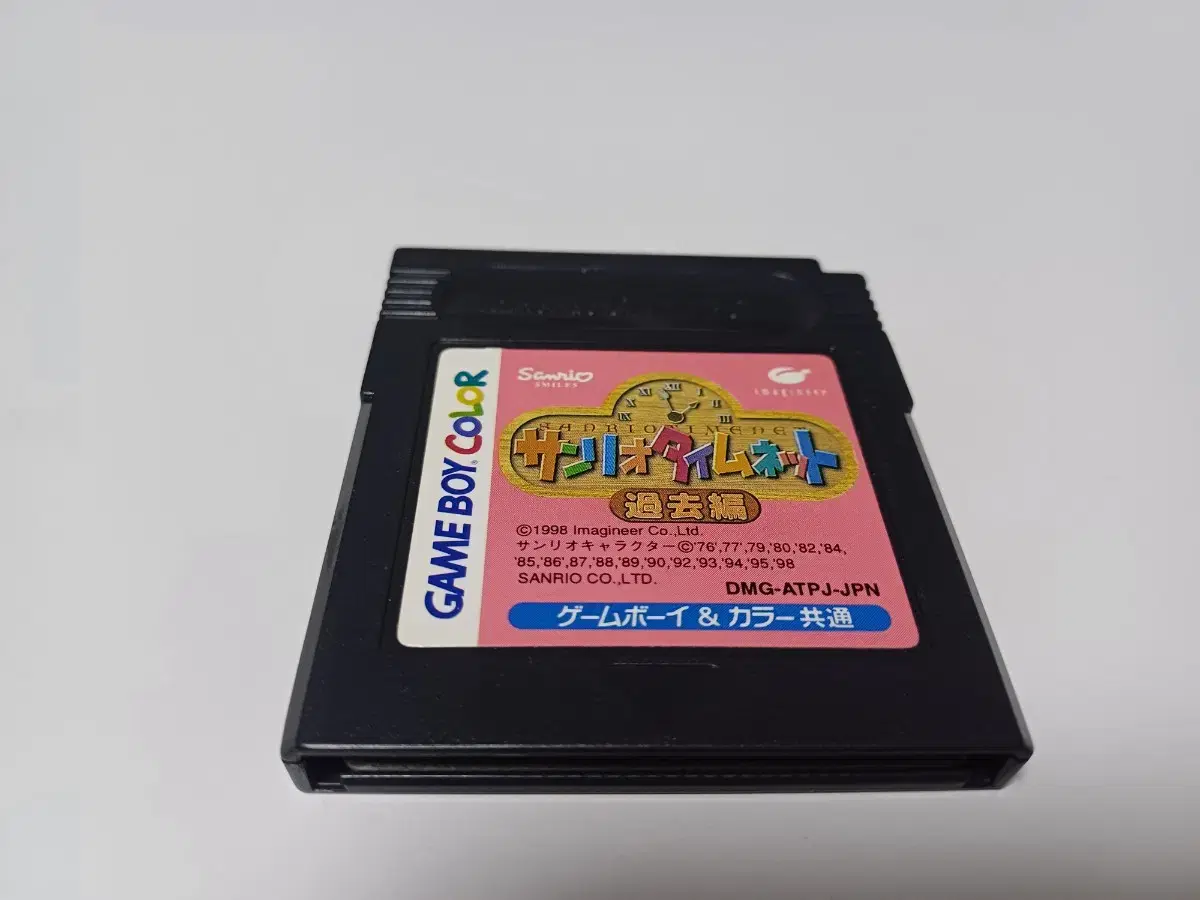 GAME BOY COLOR
Sanrio
SMILES
IMAGINEER
サンリオタイムネット
過去編
©1998 Imagineer Co.,Ltd.
サンリオキャラクター©'76','77','79,'80,'82,'84,
'85,'86','87,'88,'89,'90,'92,'93,'94,'95,'98
SANRIO CO.,LTD.
DMG-ATPJ-JPN
ゲームボーイ & カラー共通